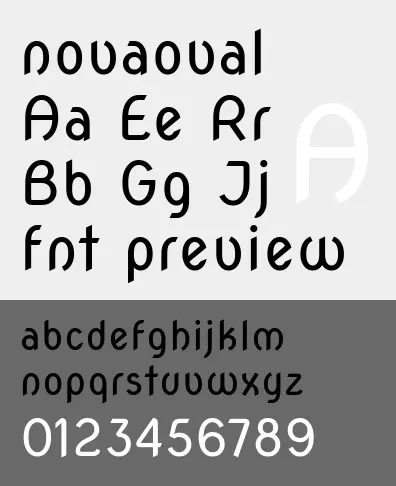 novaoval
Aa Ee Rr
A
Bb Gg Jj
fnt preview
abcdefghijklm
nopqrstuvwxyz
0123456789